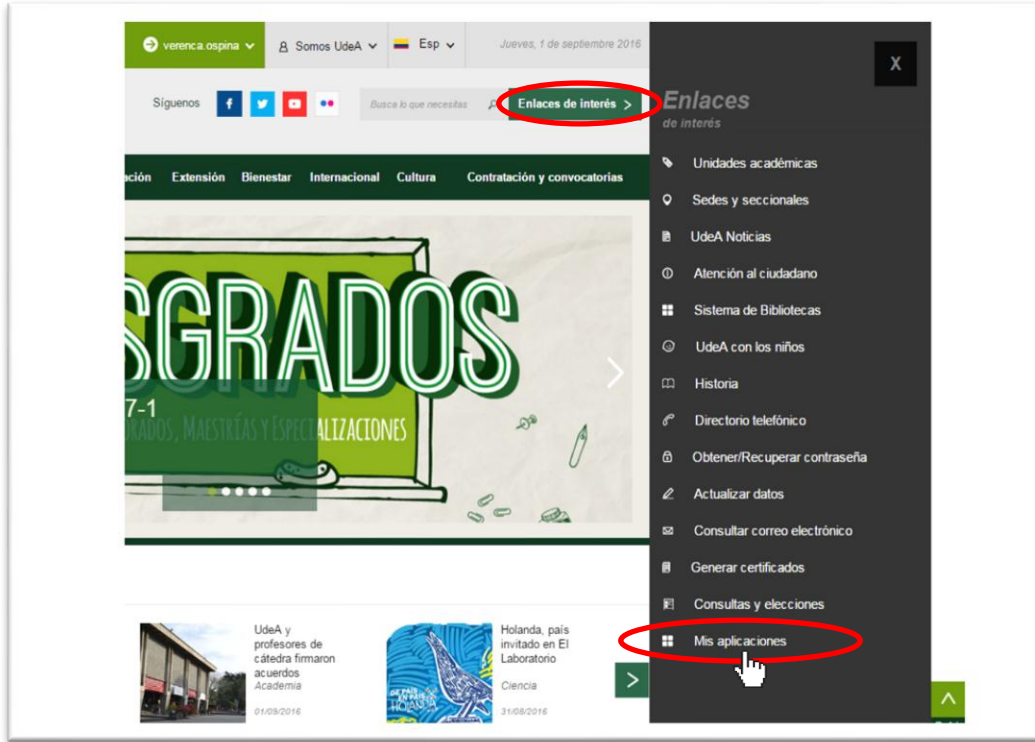 verenca.ospina
Somos UdeA
Esp
Jueves, 1 de septiembre 2016
X
Síguenos
Busca lo que necesitas
Enlaces de interés >
Enlaces
de interés
ación Extensión Bienestar Internacional Cultura Contratación y convocatorias
SGRADOS
7-1
RADOS, MAESTRÍAS Y ESPECIALIZACIONES
Unidades académicas
Sedes y seccionales
UdeA Noticias
Atención al ciudadano
Sistema de Bibliotecas
UdeA con los niños
Historia
Directorio telefónico
Obtener/Recuperar contraseña
Actualizar datos
Consultar correo electrónico
Generar certificados
Consultas y elecciones
Mis aplicaciones
UdeA y
profesores de
cátedra firmaron
acuerdos
Academia
01/09/2016
HOLANDA
Holanda, país
invitado en El
Laboratorio
Ciencia
31/08/2016